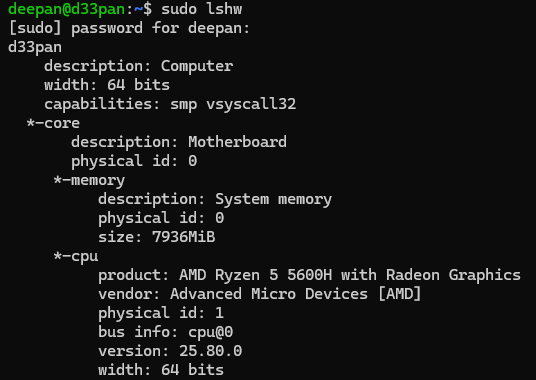 deepan@d33pan:~$ sudo lshw
[sudo] password for deepan:
d33pan
    description: Computer
    width: 64 bits
    capabilities: smp vsyscall32
  *-core
       description: Motherboard
       physical id: 0
     *-memory
          description: System memory
          physical id: 0
          size: 7936MiB
     *-cpu
          product: AMD Ryzen 5 5600H with Radeon Graphics
          vendor: Advanced Micro Devices [AMD]
          physical id: 1
          bus info: cpu@0
          version: 25.80.0
          width: 64 bits